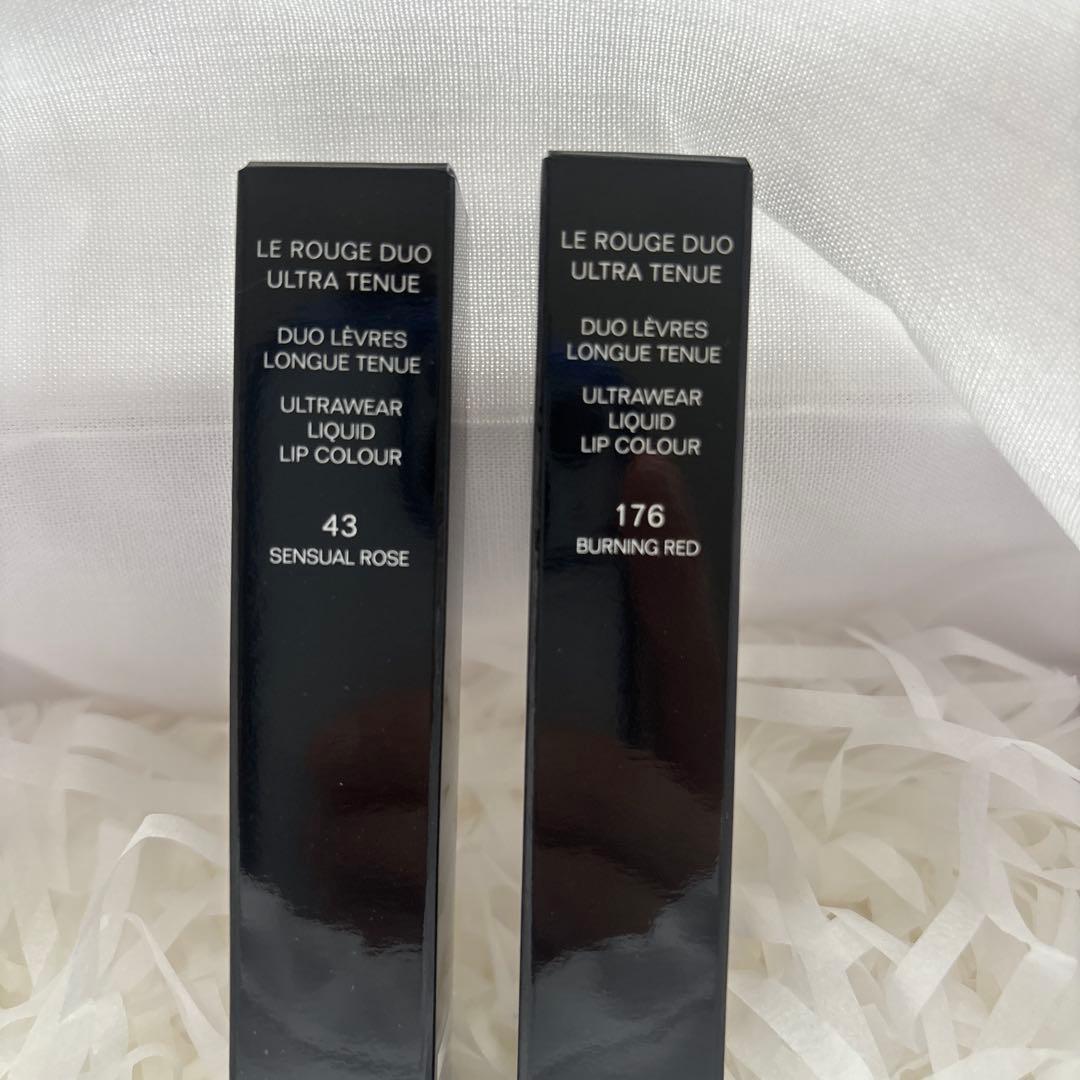 LE ROUGE DUO
ULTRA TENUE
DUO LÈVRES
LONGUE TENUE
ULTRAWEAR
LIQUID
LIP COLOUR
43
SENSUAL ROSE
LE ROUGE DUO
ULTRA TENUE
DUO LÈVRES
LONGUE TENUE
ULTRAWEAR
LIQUID
LIP COLOUR
176
BURNING RED